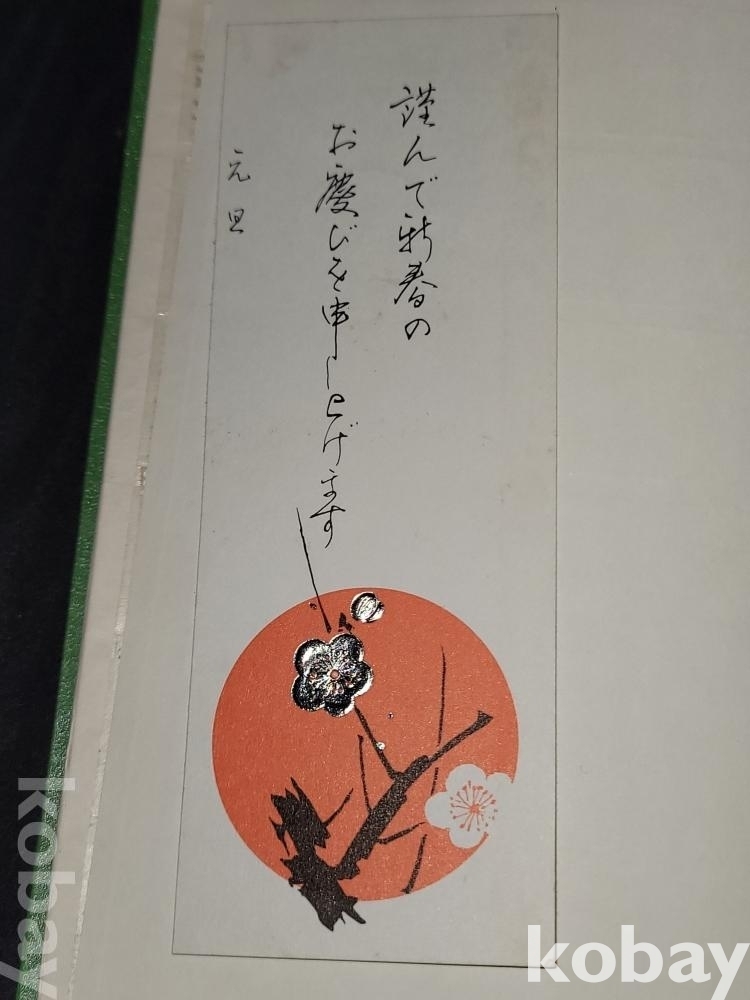 謹んで新春の
お慶びを申し上げます
元旦
kobay
kobay